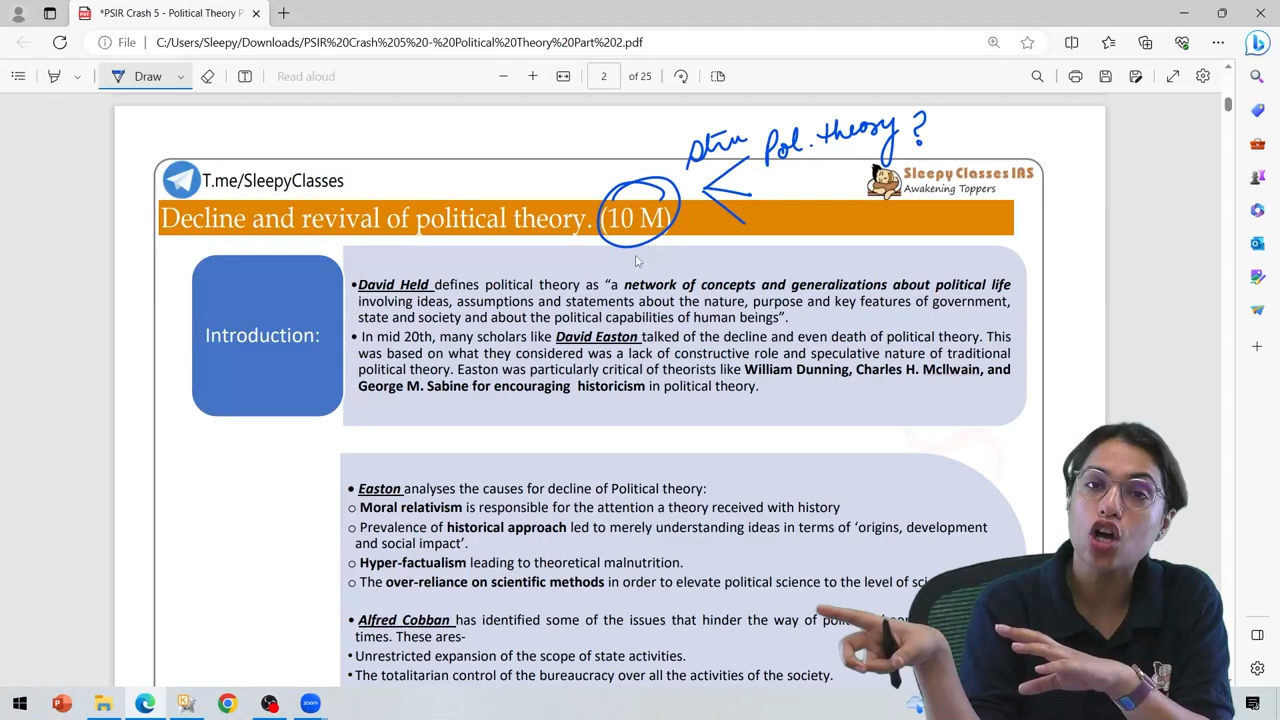 *PSIR Crash 5 - Political Theory P
File
C:/Users/Sleepy/Downloads/PSIR%20Crash%205%20-%20Political%20Theory%20Part%202.pdf
Draw
Read aloud
2 of 25
stru Pol. theory ?
T.me/SleepyClasses
Sleepy Classes IAS
Awakening Toppers
Decline and revival of political theory. (10 M)
Introduction:
•David Held defines political theory as “a network of concepts and generalizations about political life
involving ideas, assumptions and statements about the nature, purpose and key features of government,
state and society and about the political capabilities of human beings”.
• In mid 20th, many scholars like David Easton talked of the decline and even death of political theory. This
was based on what they considered was a lack of constructive role and speculative nature of traditional
political theory. Easton was particularly critical of theorists like William Dunning, Charles H. McIlwain, and
George M. Sabine for encouraging historicism in political theory.
• Easton analyses the causes for decline of Political theory:
o Moral relativism is responsible for the attention a theory received with history
o Prevalence of historical approach led to merely understanding ideas in terms of ‘origins, development
and social impact’.
o Hyper-factualism leading to theoretical malnutrition.
o The over-reliance on scientific methods in order to elevate political science to the level of
• Alfred Cobban has identified some of the issues that hinder the way of
times. These ares-
• Unrestricted expansion of the scope of state activities.
• The totalitarian control of the bureaucracy over all the activities of the society.
zoom